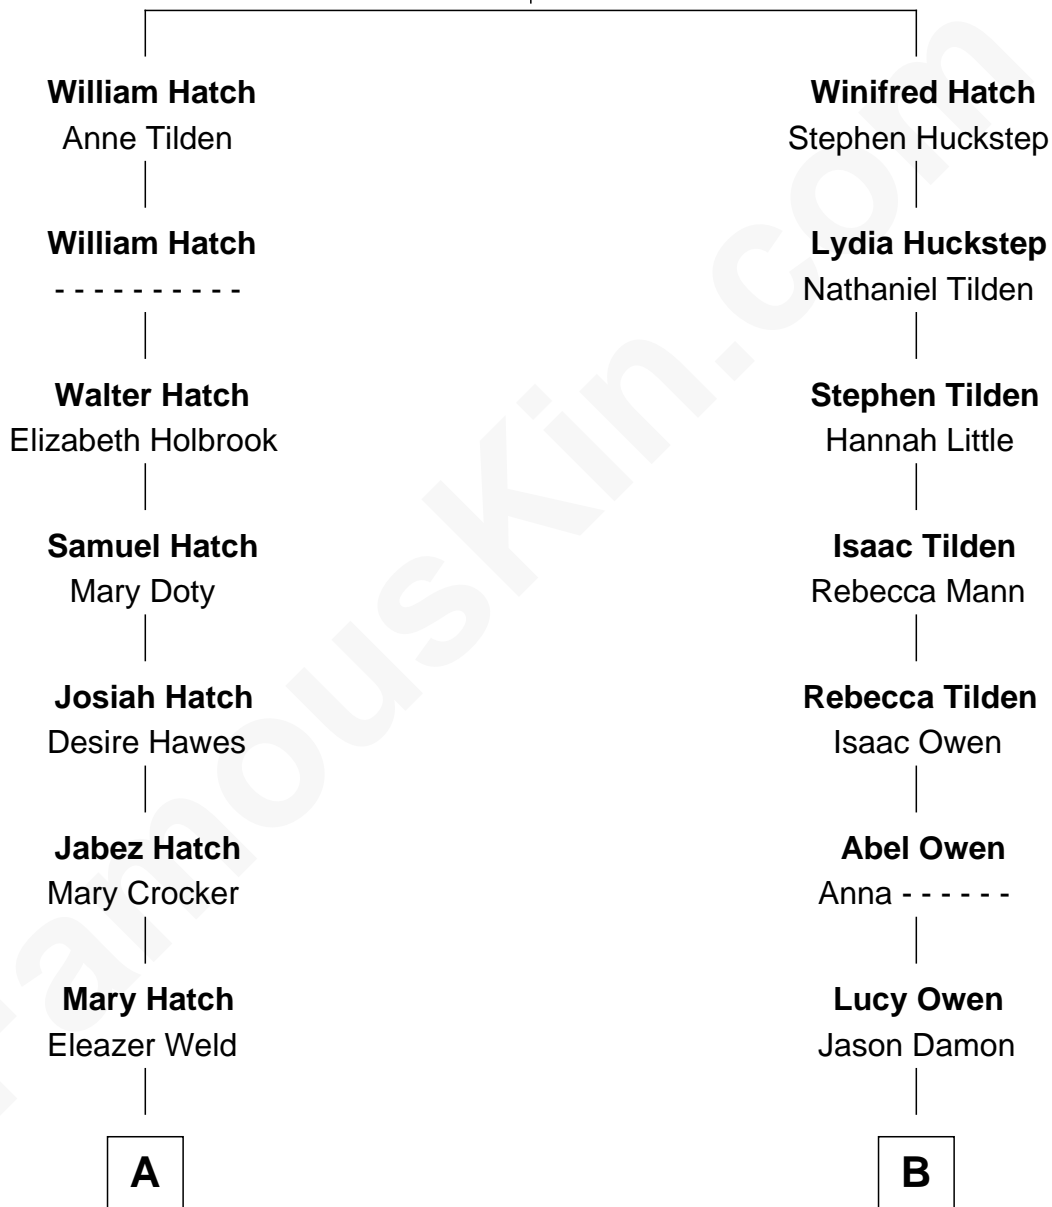 William Hatch
Anne Tilden
William Hatch
- - - - - - - - - -
Walter Hatch
Elizabeth Holbrook
Samuel Hatch
Mary Doty
Josiah Hatch
Desire Hawes
Jabez Hatch
Mary Crocker
Mary Hatch
Eleazer Weld
A
Winifred Hatch
Stephen Huckstep
Lydia Huckstep
Nathaniel Tilden
Stephen Tilden
Hannah Little
Isaac Tilden
Rebecca Mann
Rebecca Tilden
Isaac Owen
Abel Owen
Anna - - - - - -
Lucy Owen
Jason Damon
B
FamousKin.com